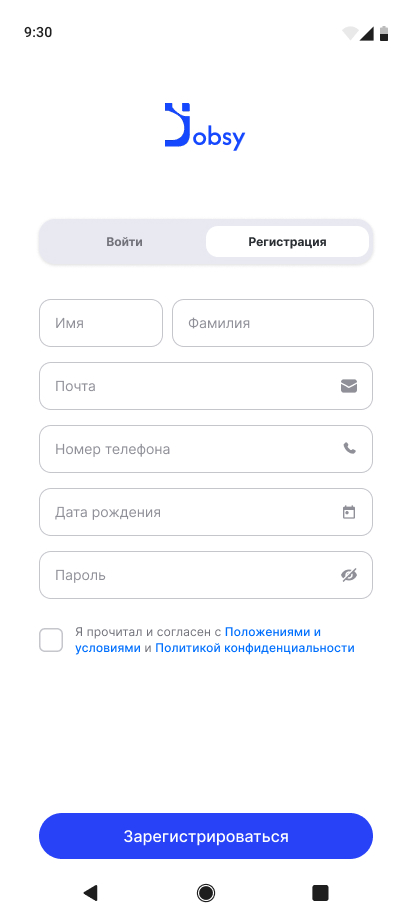 9:30
Jobsy
Войти
Регистрация
Имя
Фамилия
Почта
Номер телефона
Дата рождения
Пароль
Я прочитал и согласен с Положениями и
условиями и Политикой конфиденциальности
Зарегистрироваться